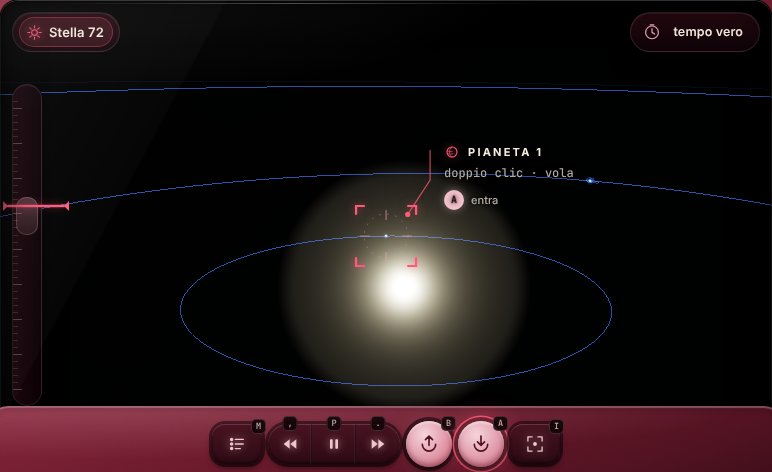 Stella 72
tempo vero
PIANETA 1
doppio clic · vola
A entra
M
,
P
.
B
A
I